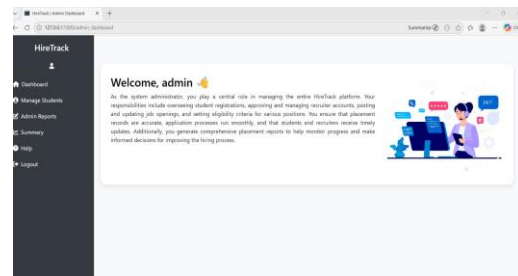 HireTrack | Admin Dashboard
Summarise
HireTrack
Dashboard
Manage Students
Admin Reports
Summary
Help
Logout
Welcome, admin 👋
As the system administrator, you play a central role in managing the entire HireTrack platform. Your
responsibilities include overseeing student registrations, approving and managing recruiter accounts, posting
and updating job openings, and setting eligibility criteria for various positions. You ensure that placement
records are accurate, application processes run smoothly, and that students and recruiters receive timely
updates. Additionally, you generate comprehensive placement reports to help monitor progress and make
informed decisions for improving the hiring process.
24/7